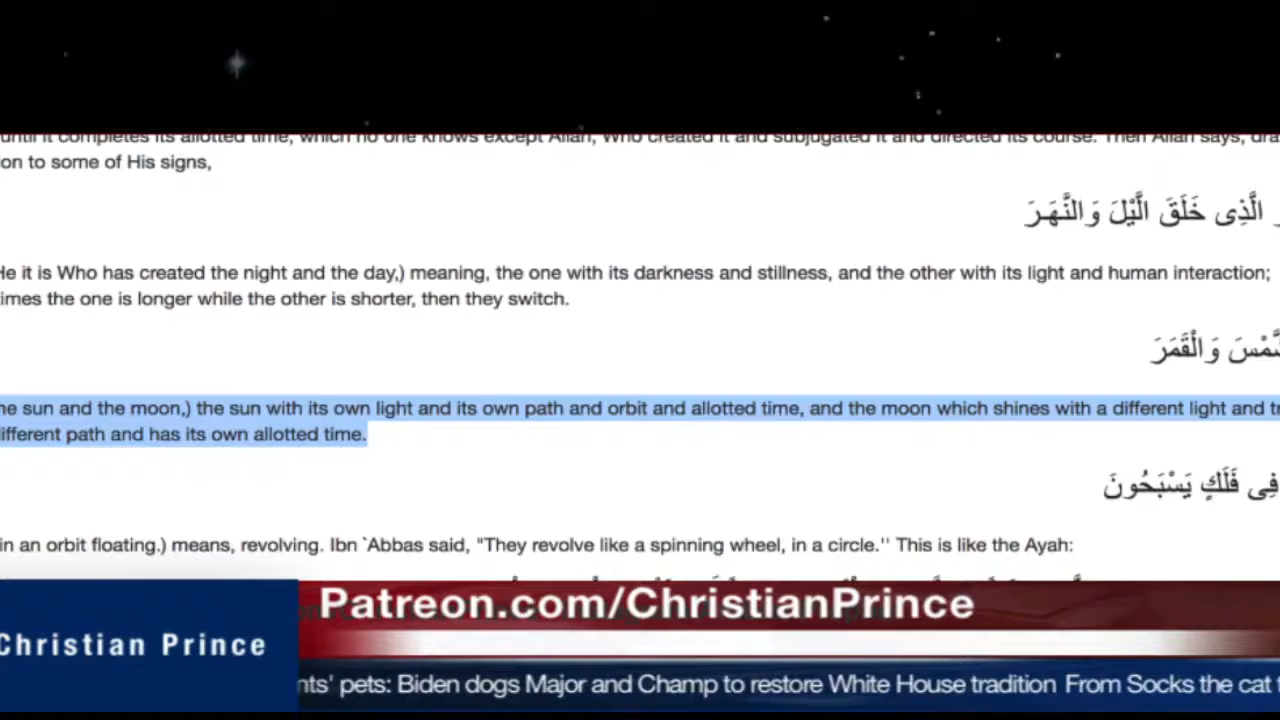 until it completes its allotted time, which no one knows except Allah, Who created it and subjugated it and directed its course. Then Allah says,
on to some of His signs,
الَّذِى خَلَقَ الَّيْلَ وَالنَّهَـرَ
He it is Who has created the night and the day,) meaning, the one with its darkness and stillness, and the other with its light and human interaction;
times the one is longer while the other is shorter, then they switch.
وَالْقَمَرَ
he sun and the moon,) the sun with its own light and its own path and orbit and allotted time, and the moon which shines with a different light and
ifferent path and has its own allotted time.
فِى فَلَكٍ يَسْبَحُونَ
in an orbit floating.) means, revolving. Ibn `Abbas said, "They revolve like a spinning wheel, in a circle.'' This is like the Ayah:
Patreon.com/ChristianPrince
Christian Prince
nts' pets: Biden dogs Major and Champ to restore White House tradition From Socks the cat